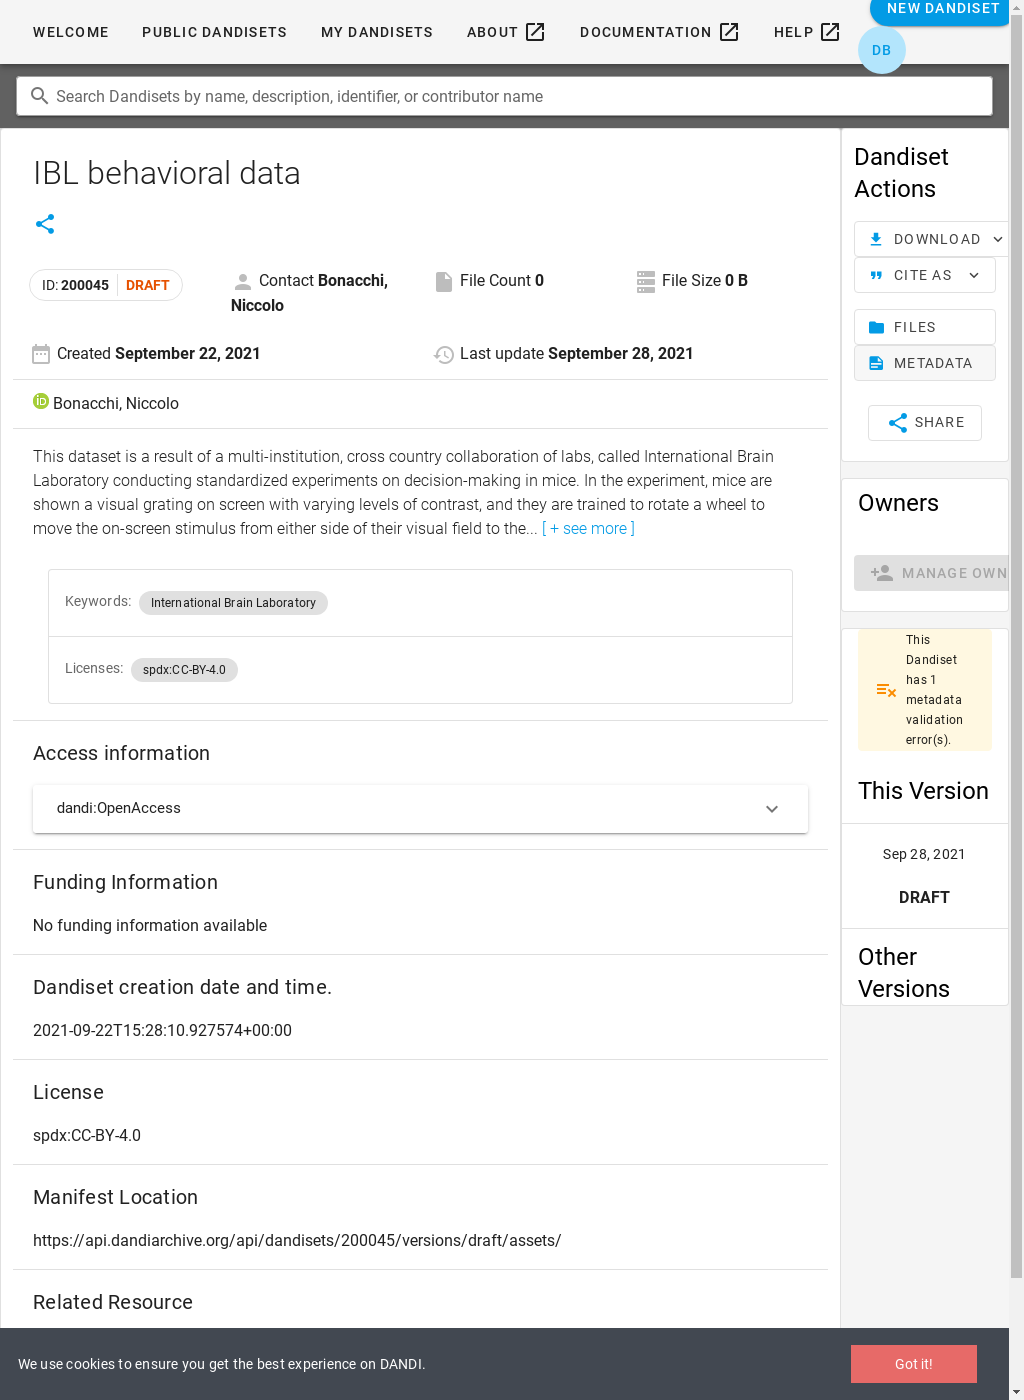 WELCOME PUBLIC DANDISETS MY DANDISETS ABOUT DOCUMENTATION HELP NEW DANDISET
DB
Search Dandisets by name, description, identifier, or contributor name
IBL behavioral data
ID: 200045 DRAFT
Contact Bonacchi,
Niccolo
File Count 0
File Size 0 B
Created September 22, 2021
Last update September 28, 2021
iD Bonacchi, Niccolo
This dataset is a result of a multi-institution, cross country collaboration of labs, called International Brain
Laboratory conducting standardized experiments on decision-making in mice. In the experiment, mice are
shown a visual grating on screen with varying levels of contrast, and they are trained to rotate a wheel to
move the on-screen stimulus from either side of their visual field to the... [ + see more ]
Keywords: International Brain Laboratory
Licenses: spdx:CC-BY-4.0
Access information
dandi:OpenAccess
Funding Information
No funding information available
Dandiset creation date and time.
2021-09-22T15:28:10.927574+00:00
License
spdx:CC-BY-4.0
Manifest Location
https://api.dandiarchive.org/api/dandisets/200045/versions/draft/assets/
Related Resource
Dandiset
Actions
DOWNLOAD
CITE AS
FILES
METADATA
SHARE
Owners
MANAGE OWN
This
Dandiset
has 1
metadata
validation
error(s).
This Version
Sep 28, 2021
DRAFT
Other
Versions
We use cookies to ensure you get the best experience on DANDI.
Got it!